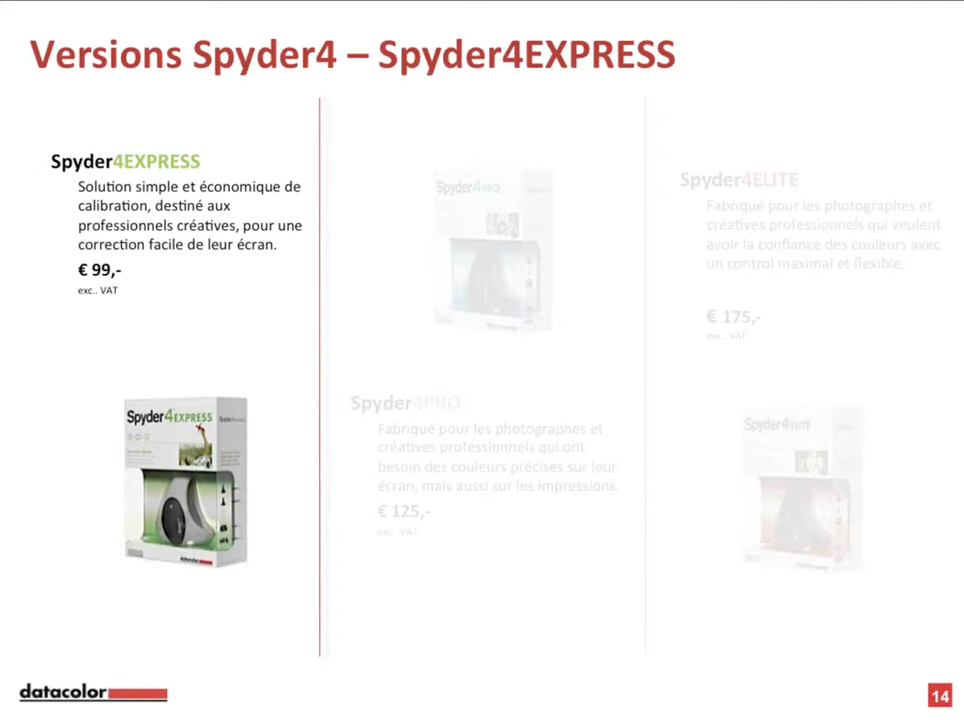 Versions Spyder4 – Spyder4EXPRESS
Spyder4EXPRESS
Solution simple et économique de
calibration, destiné aux
professionnels créatives, pour une
correction facile de leur écran.
€ 99,-
exc.. VAT
Spyder4EXPRESS
datacolor
Spyder4PRO
Spyder4PRO
Fabriqué pour les photographes et
créatives professionnels qui ont
besoin des couleurs précises sur leur
écran, mais aussi sur les impressions.
€ 125,-
exc. VAT
Spyder4ELITE
Fabriqué pour les photographes et
créatives professionnels qui veulent
avoir la confiance des couleurs avec
un control maximal et flexible.
€ 175,-
exc.. VAT
Spyder4ELITE
datacolor
14